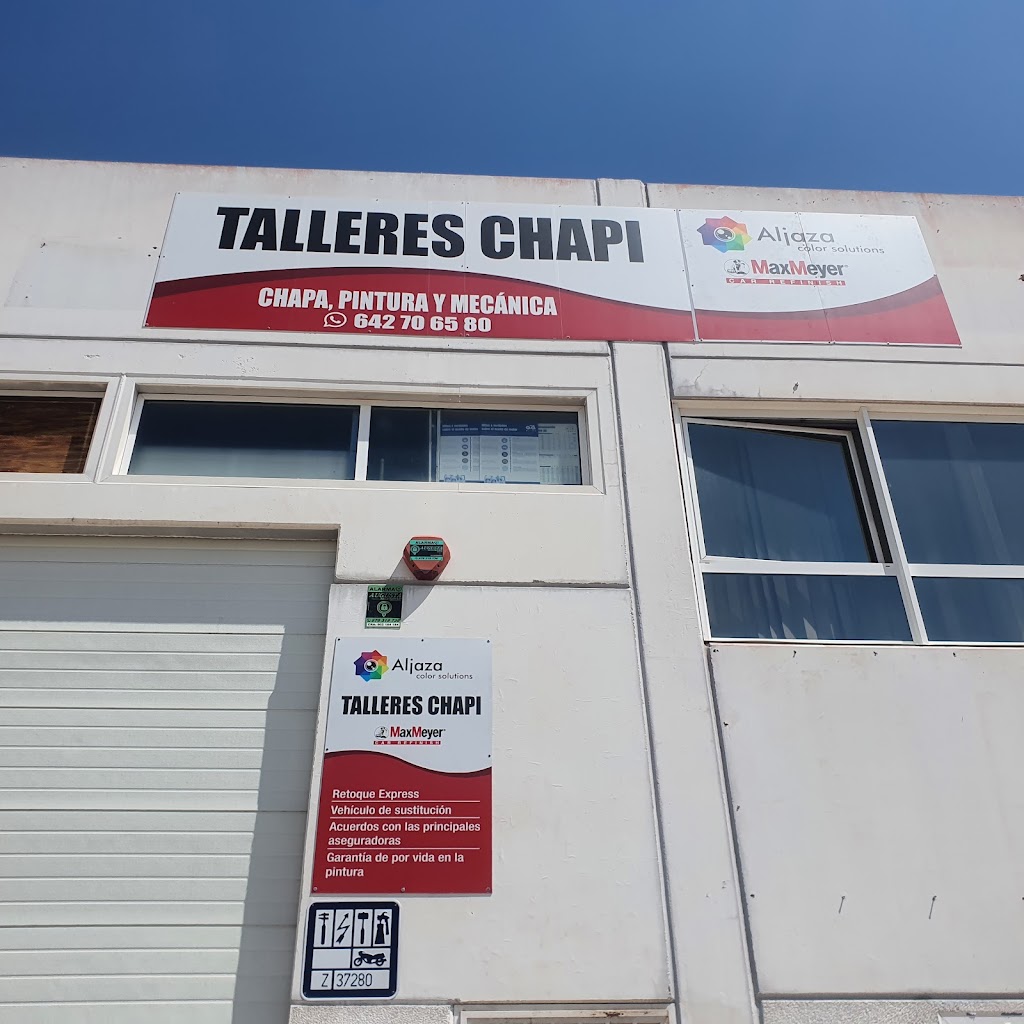 TALLERES CHAPI
CHAPA, PINTURA Y MECÁNICA
642 70 65 80
Aljaza
color solutions
MaxMeyer
CAR REFINISH
Aljaza
color solutions
TALLERES CHAPI
MaxMeyer
CAR REFINISH
Retoque Express
Vehículo de sustitución
Acuerdos con las principales
aseguradoras
Garantía de por vida en la
pintura
Z 37280